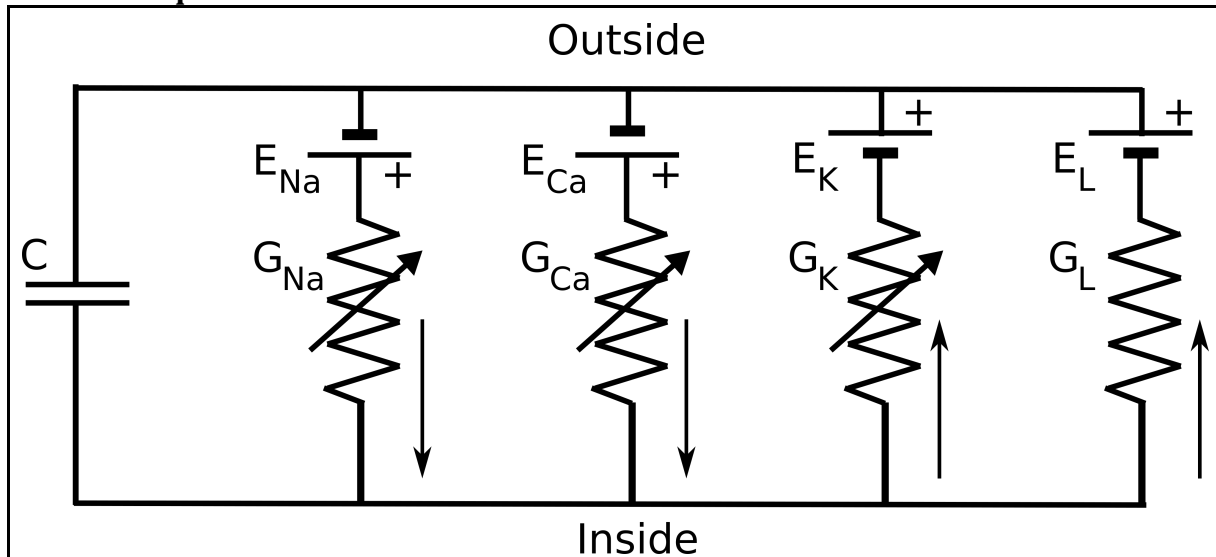 Outside
+ +
E_Na + E_Ca + E_K E_L
C G_Na G_Ca G_K G_L
Inside